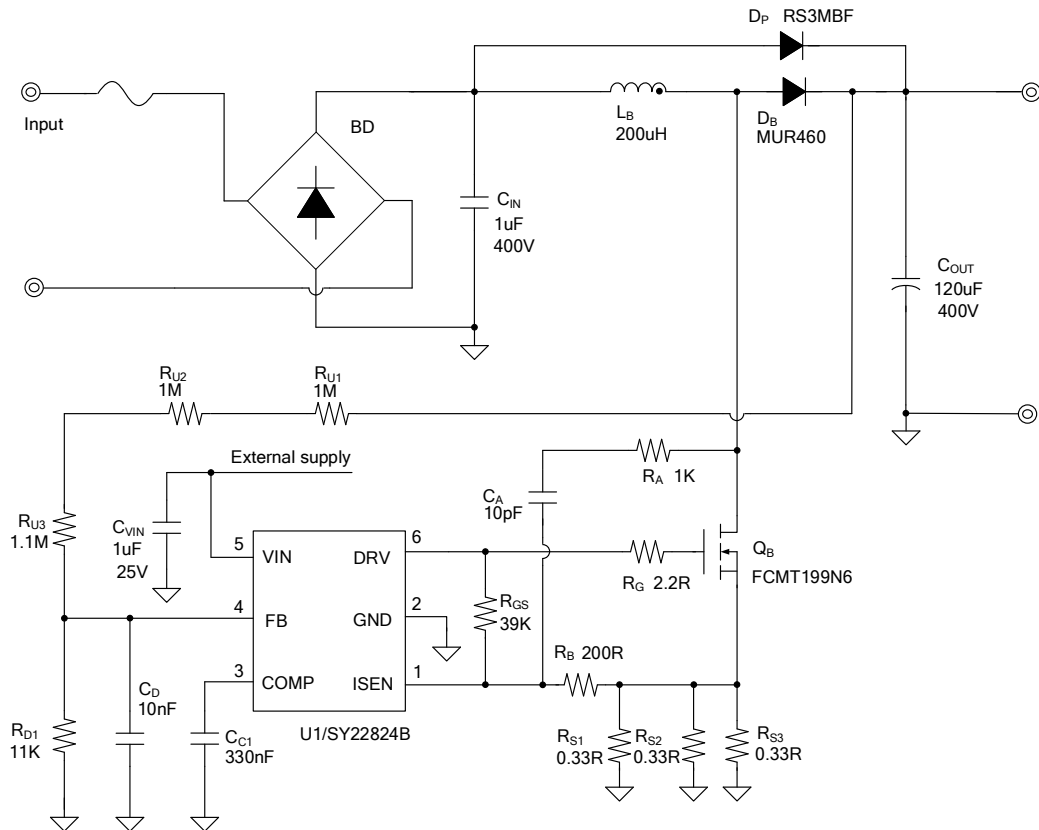 DP RS3MBF
Input
BD
LB
200uH
DB
MUR460
CIN
1uF
400V
COUT
120uF
400V
RU2
1M
RU1
1M
External supply
RA 1K
CA
10pF
RU3
1.1M
CVIN
1uF
25V
5 VIN
DRV 6
RG 2.2R
QB
FCMT199N6
RGS
39K
4 FB
GND 2
RB 200R
3 COMP
ISEN 1
U1/SY22824B
RD1
11K
CD
10nF
CC1
330nF
RS1
0.33R
RS2
0.33R
RS3
0.33R